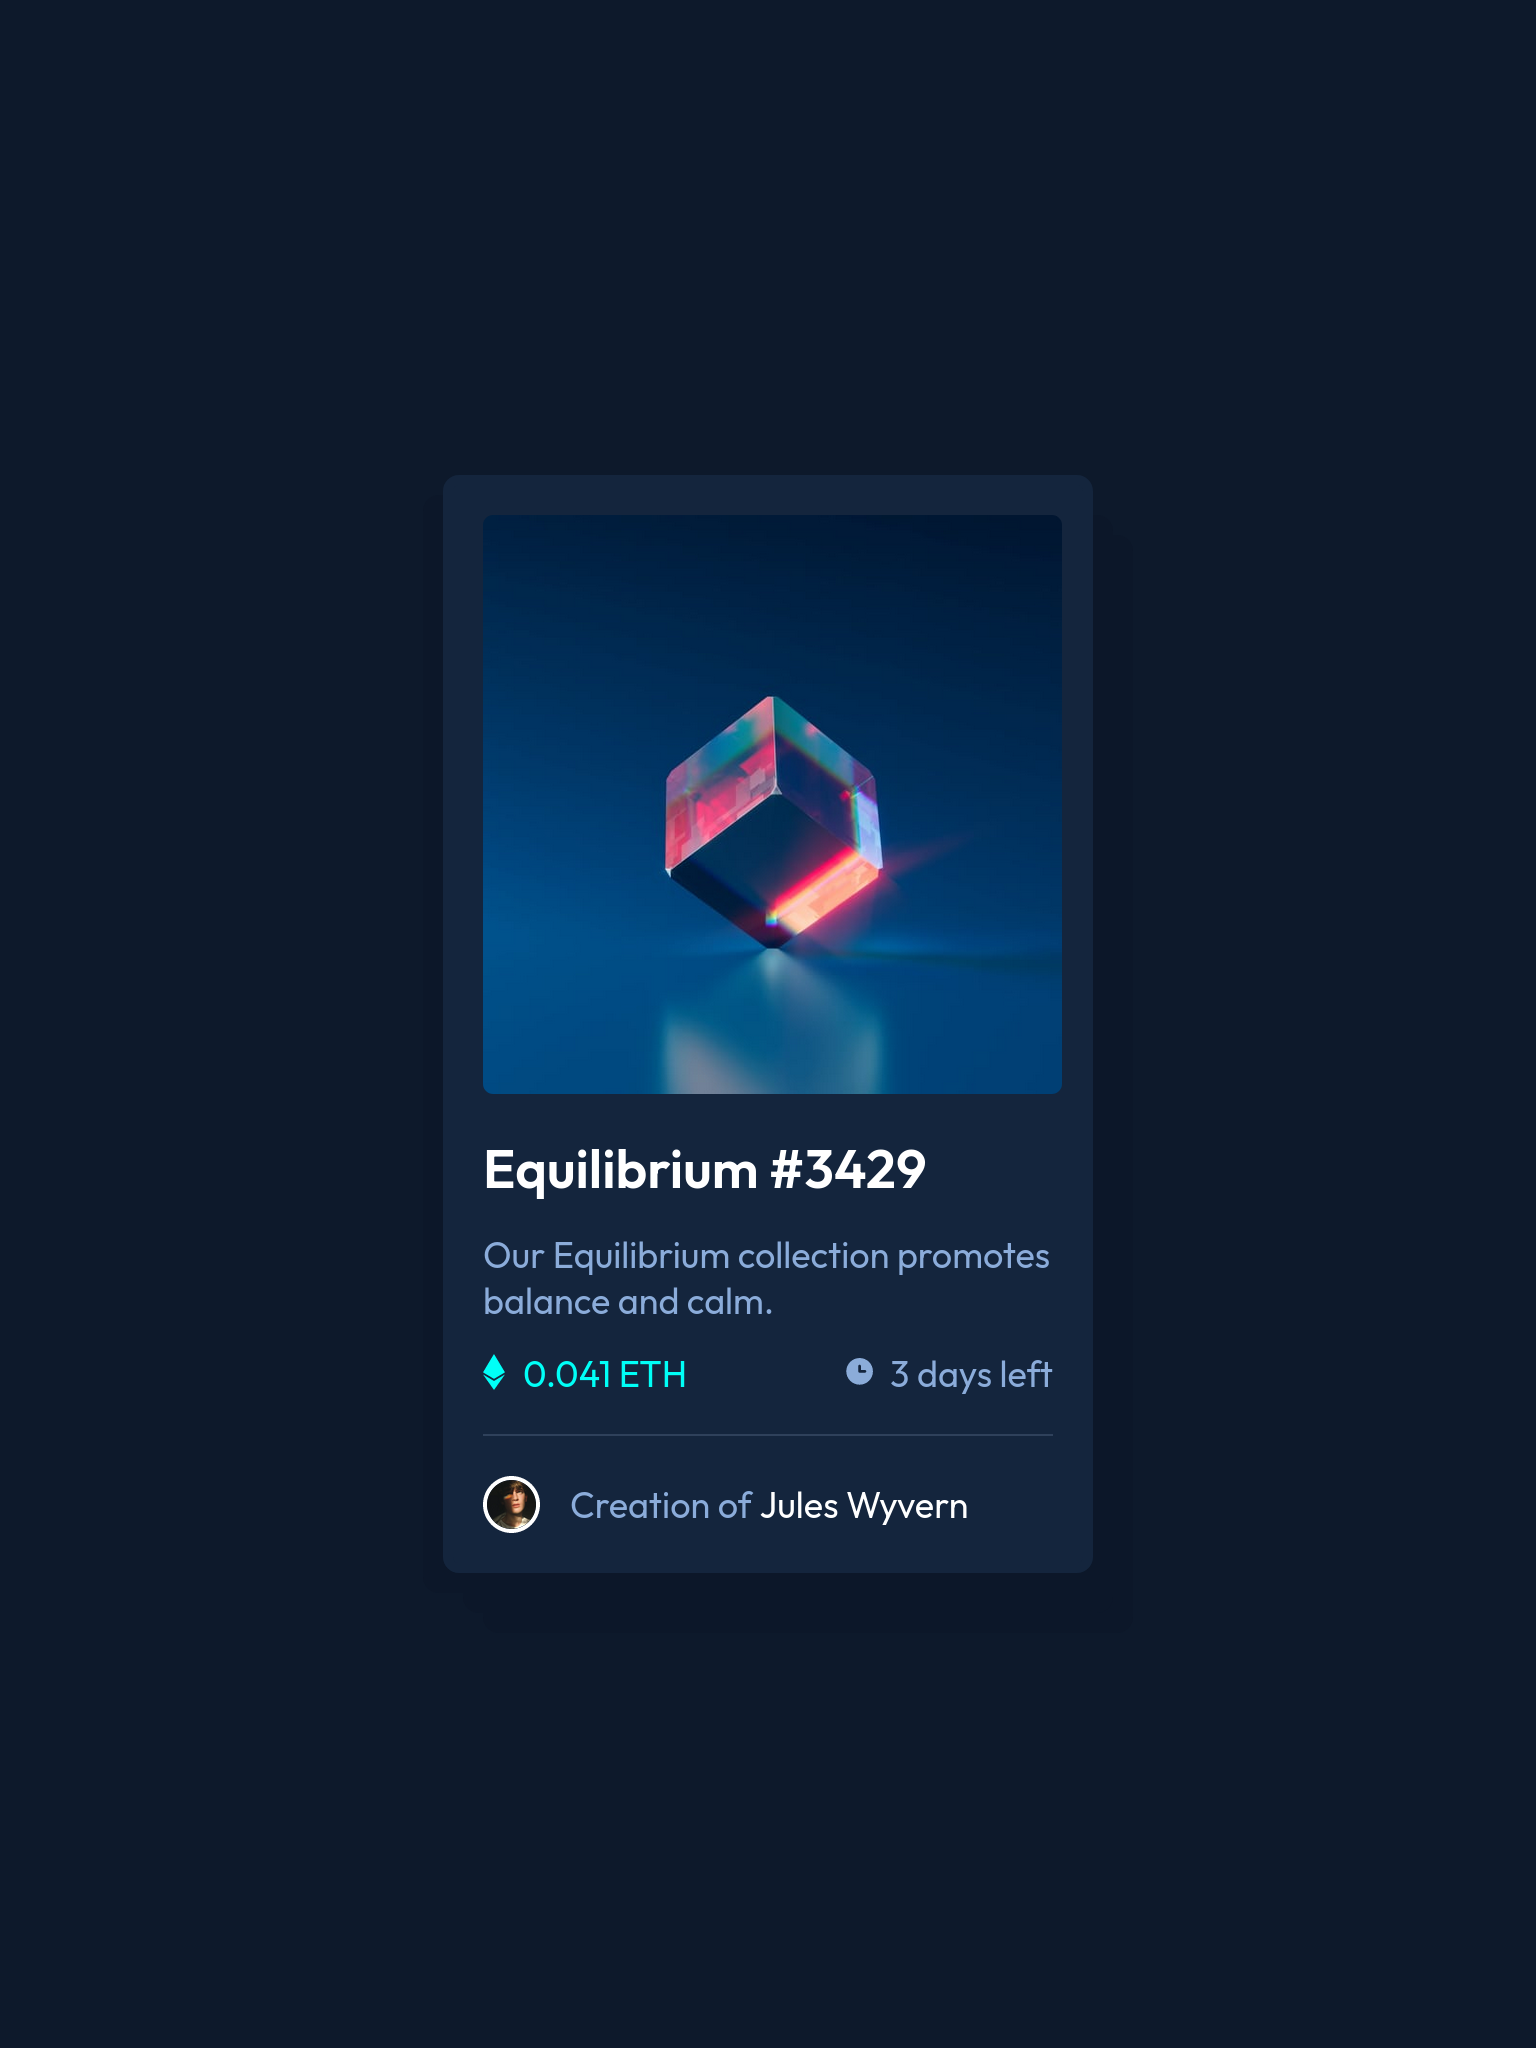 Equilibrium #3429
Our Equilibrium collection promotes
balance and calm.
0.041 ETH
3 days left
Creation of Jules Wyvern